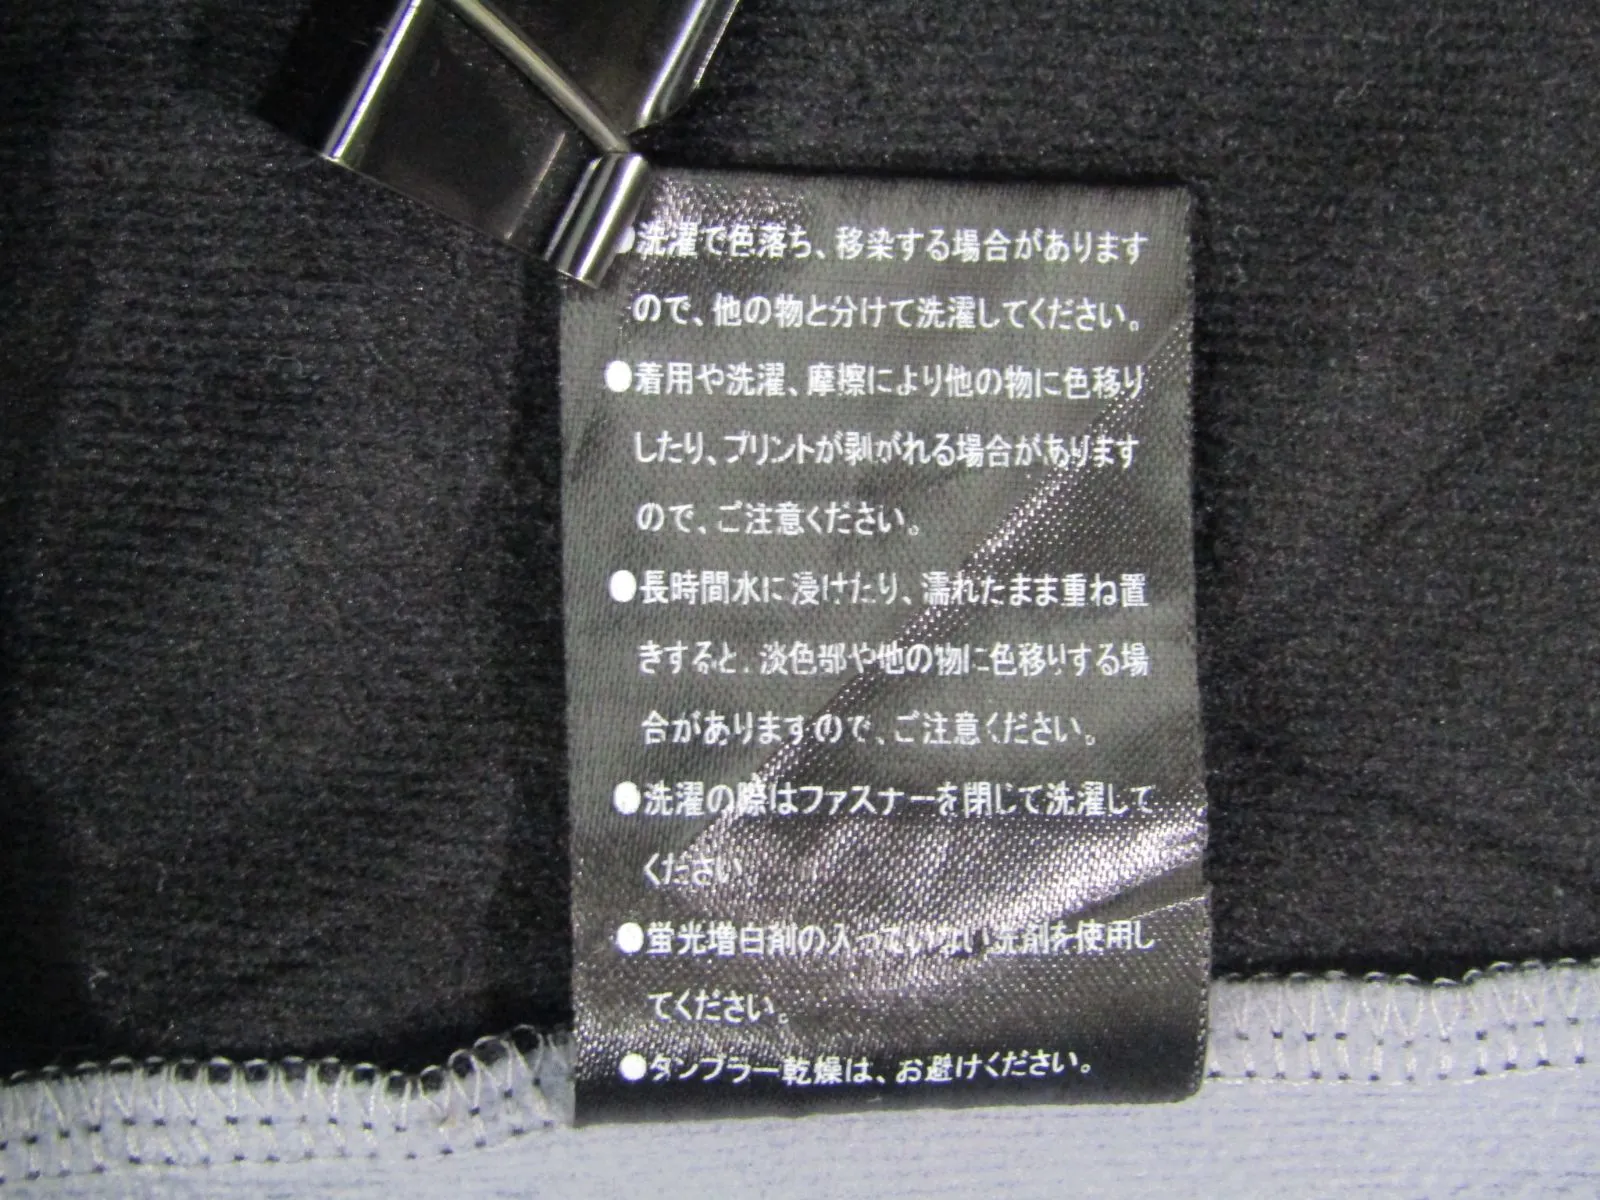 ●洗濯で色落ち、移染する場合があります
ので、他の物と分けて洗濯してください。
●着用や洗濯、摩擦により他の物に色移り
したり、プリントが剥がれる場合があります
ので、ご注意ください。
●長時間水に浸けたり、濡れたまま重ね置
きすると、淡色部や他の物に色移りする場
合がありますので、ご注意ください。
●洗濯の際はファスナーを閉じて洗濯して
ください。
●蛍光増白剤の入っていない洗剤を使用し
てください。
●タンブラー乾燥は、お避けください。